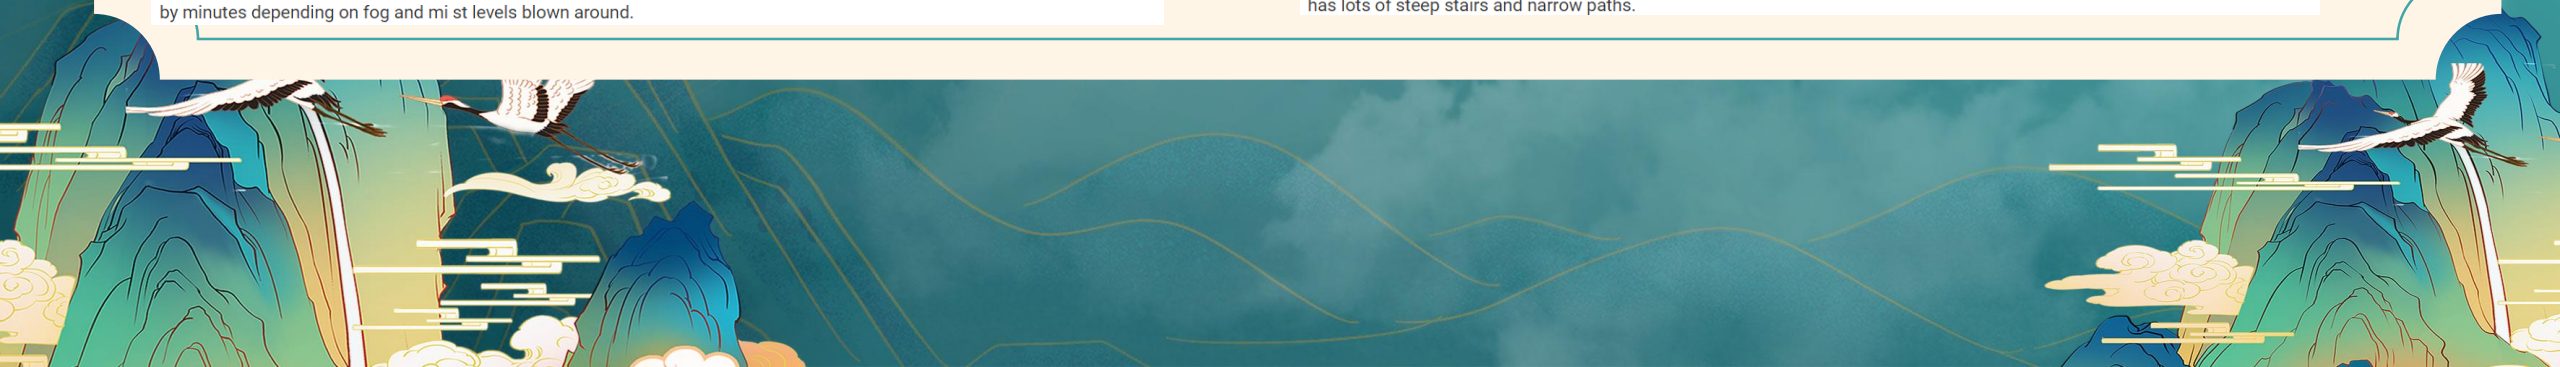 by minutes depending on fog and mi st levels blown around.
has lots of steep stairs and narrow paths.